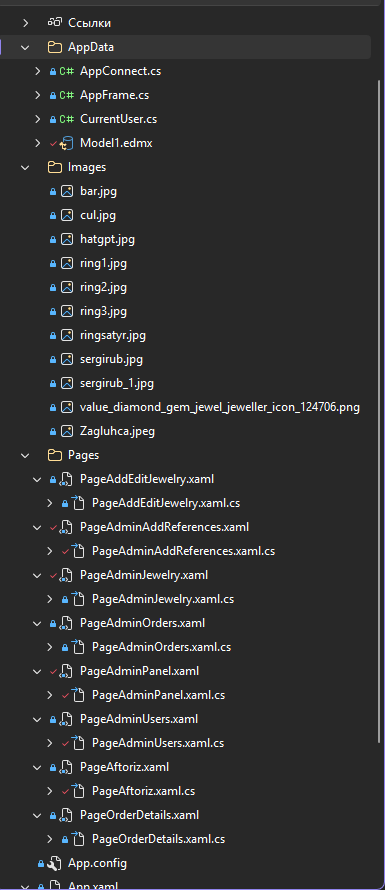 Ссылки
AppData
C# AppConnect.cs
C# AppFrame.cs
C# CurrentUser.cs
Model1.edmx
Images
bar.jpg
cul.jpg
hatgpt.jpg
ring1.jpg
ring2.jpg
ring3.jpg
ringsatyr.jpg
sergirub.jpg
sergirub_1.jpg
value_diamond_gem_jewel_jeweller_icon_124706.png
Zagluhca.jpeg
Pages
PageAddEditJewelry.xaml
PageAddEditJewelry.xaml.cs
PageAdminAddReferences.xaml
PageAdminAddReferences.xaml.cs
PageAdminJewelry.xaml
PageAdminJewelry.xaml.cs
PageAdminOrders.xaml
PageAdminOrders.xaml.cs
PageAdminPanel.xaml
PageAdminPanel.xaml.cs
PageAdminUsers.xaml
PageAdminUsers.xaml.cs
PageAftoriz.xaml
PageAftoriz.xaml.cs
PageOrderDetails.xaml
PageOrderDetails.xaml.cs
App.config
App.xaml